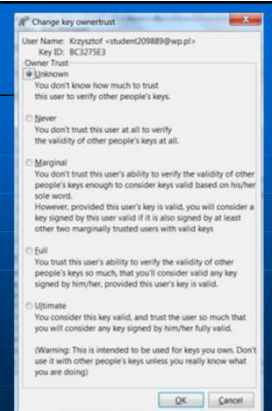 Change key ownertrust
User Name: Krzysztof <student209889@wp.pl>
Key ID: BC3275E3
Owner Trust
Unknown
You don't know how much to trust
this user to verify other people's keys.
Never
You don't trust this user at all to verify
the validity of other people's keys at all.
Marginal
You don't trust this user's ability to verify the validity of other
people's keys enough to consider keys valid based on his/her
sole word.
However, provided this user's key is valid, you will consider a
key signed by this user valid if it is also signed by at least
other two marginally trusted users with valid keys
Full
You trust this user's ability to verify the validity of other
people's keys so much, that you'll consider valid any key
signed by him/her, provided this user's key is valid.
Ultimate
You consider this key valid, and trust the user so much that
you will consider any key signed by him/her fully valid.
(Warning: This is intended to be used for keys you own. Don't
use it with other people's keys unless you really know what
you are doing)
OK Cancel